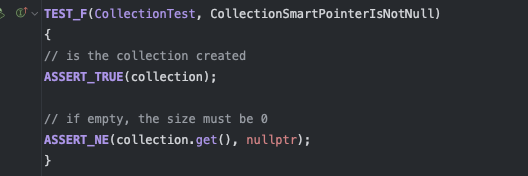 TEST_F(CollectionTest, CollectionSmartPointerIsNotNull)
{
// is the collection created
ASSERT_TRUE(collection);
// if empty, the size must be 0
ASSERT_NE(collection.get(), nullptr);
}